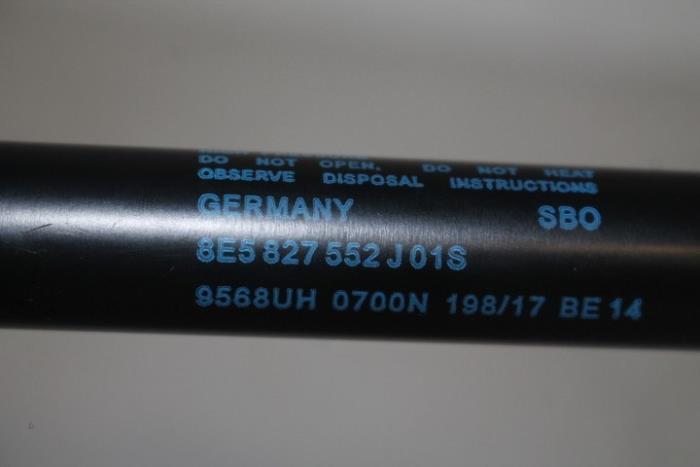 DO NOT OPEN. DO NOT HEAT
OBSERVE DISPOSAL INSTRUCTIONS
GERMANY SBO
8E5 827 552 J 01S
9568UH 0700N 198/17 BE 14